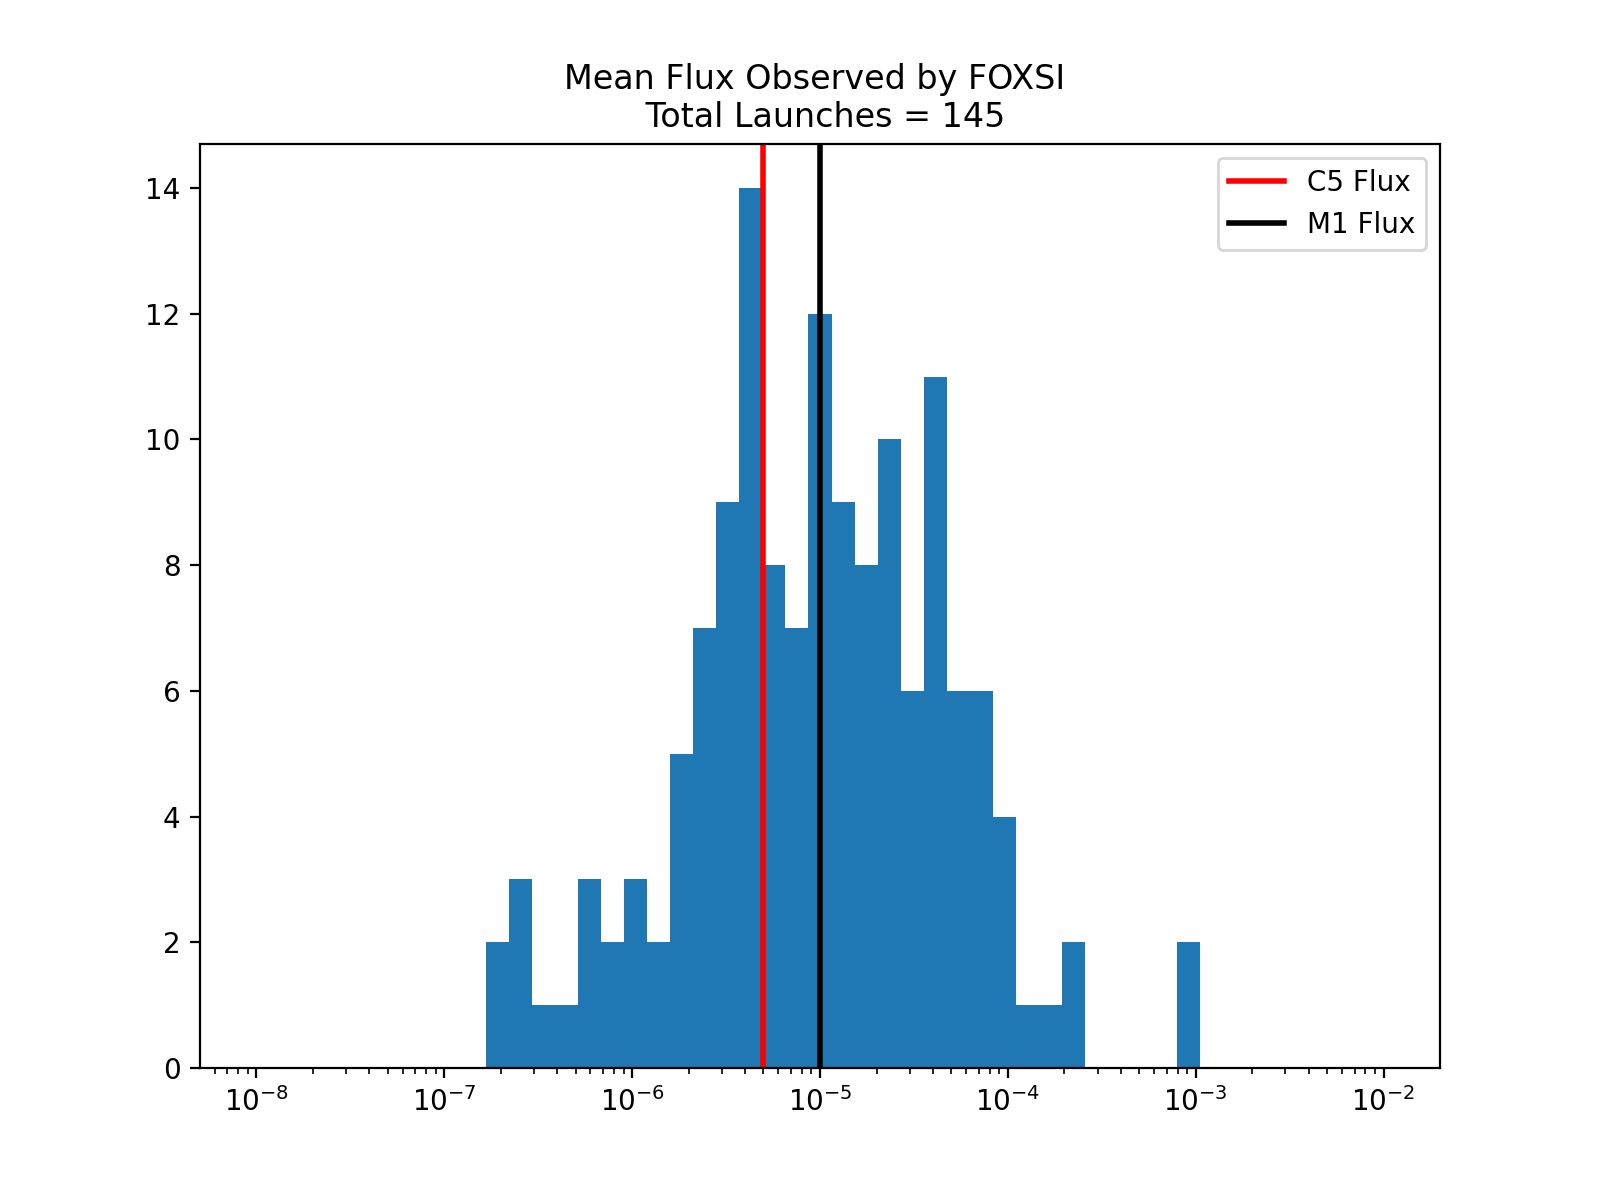 Mean Flux Observed by FOXSI
Total Launches = 145
C5 Flux
M1 Flux
14
12
10
8
6
4
2
0
10⁻⁸ 10⁻⁷ 10⁻⁶ 10⁻⁵ 10⁻⁴ 10⁻³ 10⁻²